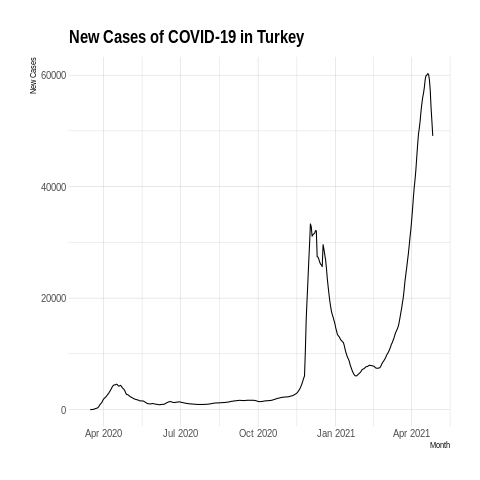 New Cases of COVID-19 in Turkey
New Cases
60000
40000
20000
0
Apr 2020 Jul 2020 Oct 2020 Jan 2021 Apr 2021
Month